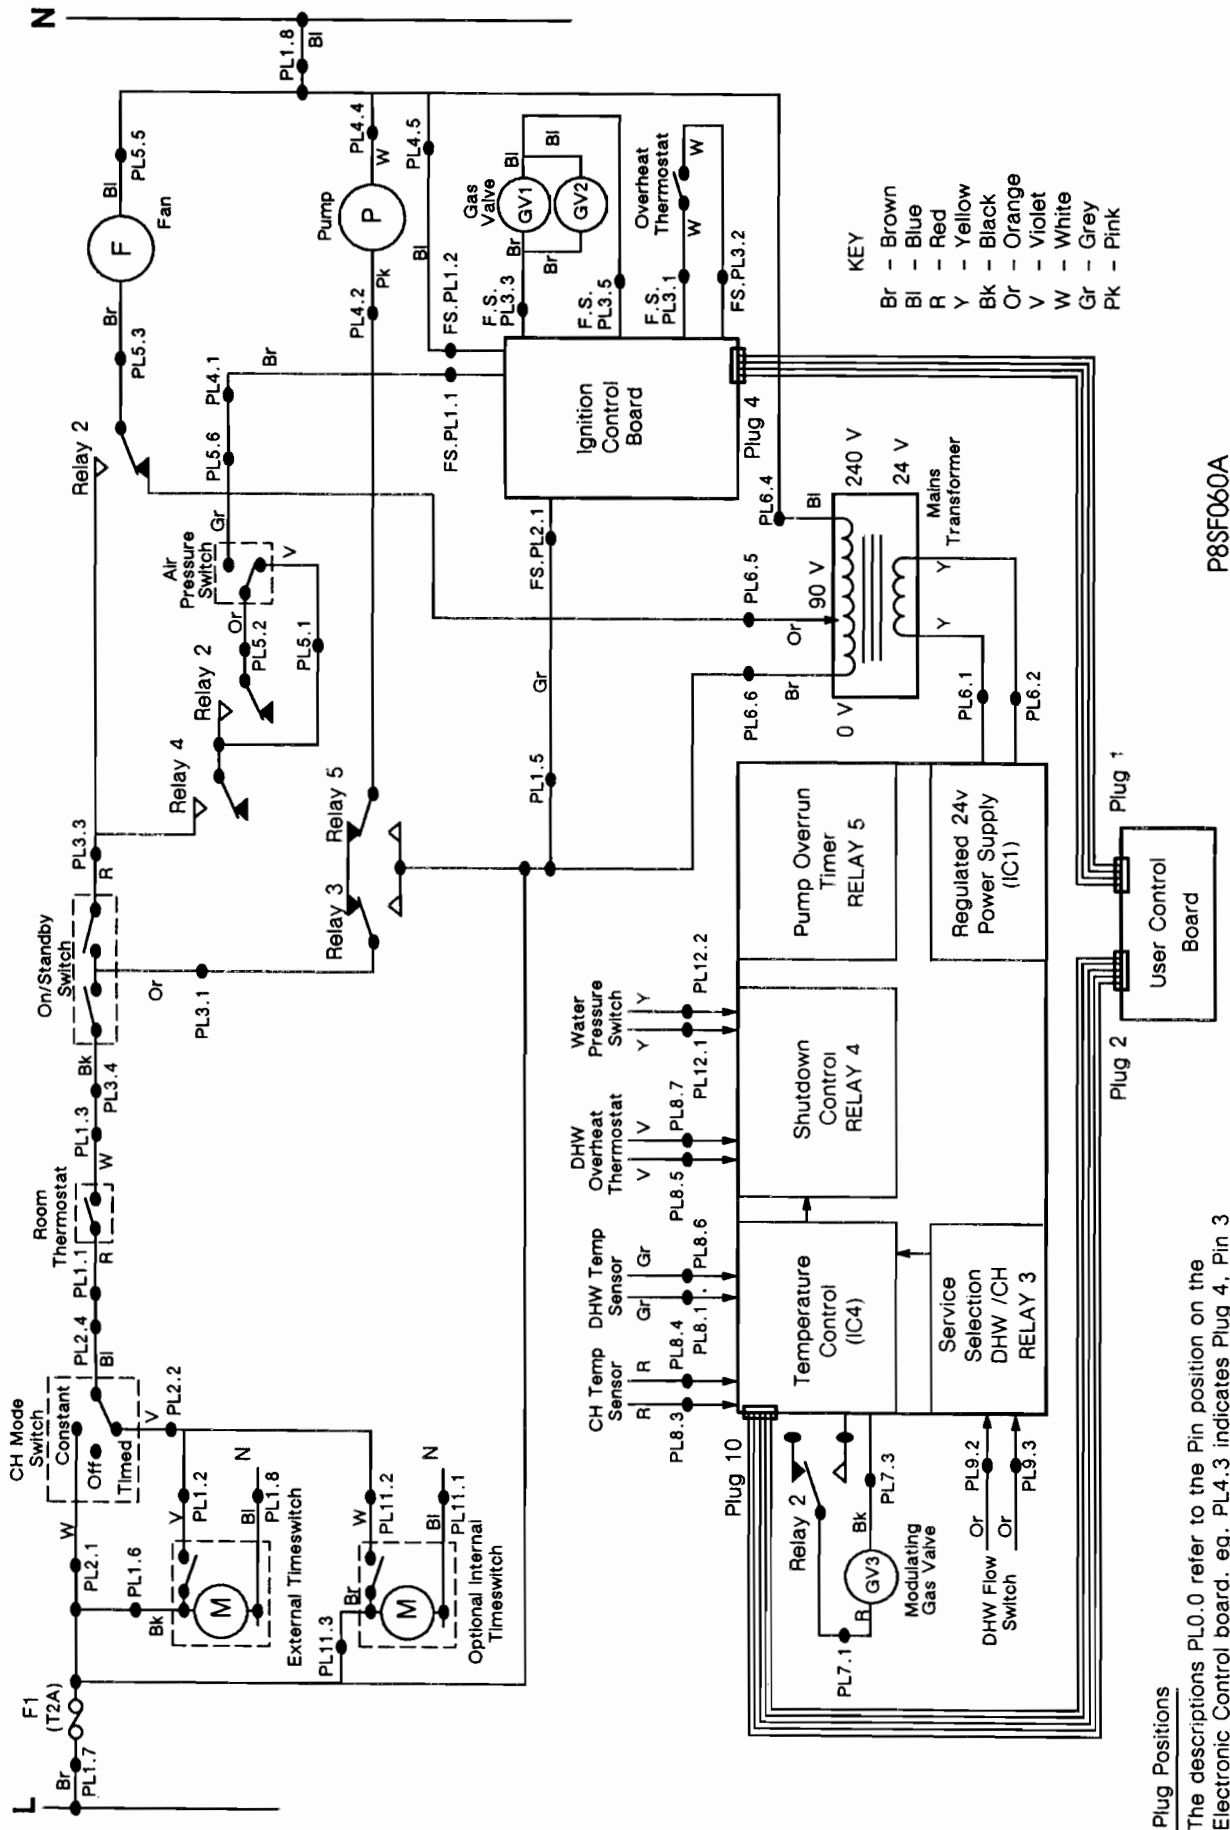 L
N
Br
PL1.7
F1
(T2A)
PL2.1
W
PL1.6
Bk
V
PL1.2
Bl
PL1.8
N
M
External Timeswitch
PL11.3
Br
W
PL11.2
Bl
PL11.1
N
M
Optional Internal
Timeswitch
CH Mode
Switch
Constant
Off
Timed
V
PL2.2
Bl
PL2.4
PL1.1
R
Room
Thermostat
W
PL1.3
PL3.4
Bk
On/Standby
Switch
R
PL3.3
Or
PL3.1
Relay 4
Relay 2
PL5.2
Or
PL5.1
Air
Pressure
Switch
V
Gr
PL5.6
PL4.1
Br
Relay 2
PL5.3
Br
F
Fan
Bl
PL5.5
PL1.8
Bl
Relay 3
Relay 5
PL4.2
Pk
Pump
P
W
PL4.4
PL4.5
Bl
FS.PL1.1
FS.PL1.2
PL1.5
Gr
FS.PL2.1
Ignition
Control
Board
F.S.
PL3.3
Br
Br
Gas
Valve
GV1
GV2
Bl
Bl
F.S.
PL3.5
F.S.
PL3.1
W
W
Overheat
Thermostat
FS.PL3.2
Plug 4
PL6.6
Br
Or
PL6.5
PL6.4
Bl
0 V
90 V
240 V
24 V
Mains
Transformer
Y
Y
PL6.1
PL6.2
KEY
Br - Brown
Bl - Blue
R - Red
Y - Yellow
Bk - Black
Or - Orange
V - Violet
W - White
Gr - Grey
Pk - Pink
CH Temp
Sensor
R
R
PL8.3
PL8.4
DHW Temp
Sensor
Gr
Gr
PL8.1
PL8.6
DHW
Overheat
Thermostat
V
V
PL8.5
PL8.7
Water
Pressure
Switch
Y
Y
PL12.1
PL12.2
Plug 10
Temperature
Control
(IC4)
Shutdown
Control
RELAY 4
Pump Overrun
Timer
RELAY 5
Service
Selection
DHW /CH
RELAY 3
Regulated 24v
Power Supply
(IC1)
Relay 2
PL7.1
R
GV3
Bk
PL7.3
Modulating
Gas Valve
DHW Flow
Switch
Or
Or
PL9.2
PL9.3
Plug 2
Plug 1
User Control
Board
P8SF060A
Plug Positions
The descriptions PL0.0 refer to the Pin position on the
Electronic Control board. eg. PL4.3 indicates Plug 4, Pin 3